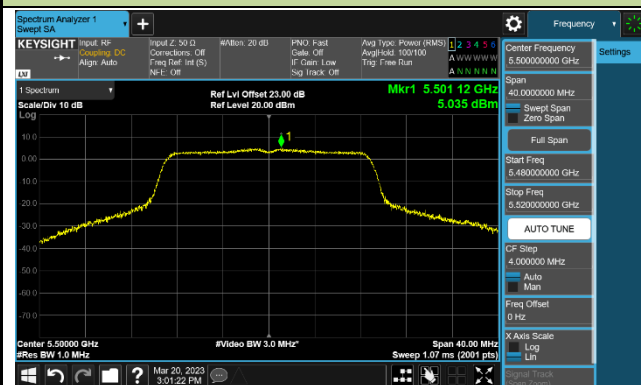 Spectrum Analyzer 1
Swept SA
+
Frequency
KEYSIGHT
Input: RF
Coupling: DC
Align: Auto
Input Z: 50 Ω
Corrections: Off
Freq Ref: Int (S)
NFE: Off
#Atten: 20 dB
PNO: Fast
Gate: Off
IF Gain: Low
Sig Track: Off
Avg Type: Power (RMS)
Avg|Hold: 100/100
Trig: Free Run
1 2 3 4 5 6
A W W W W W
A N N N N N
LXI
Center Frequency
5.500000000 GHz
Settings
Span
40.0000000 MHz
Swept Span
Zero Span
Full Span
Start Freq
5.480000000 GHz
Stop Freq
5.520000000 GHz
AUTO TUNE
CF Step
4.000000 MHz
Auto
Man
Freq Offset
0 Hz
X Axis Scale
Log
Lin
Signal Track
(Span Zoom)
1 Spectrum
Scale/Div 10 dB
Log
Ref Lvl Offset 23.00 dB
Ref Level 20.00 dBm
Mkr1 5.501 12 GHz
5.035 dBm
1
10.0
0.00
-10.0
-20.0
-30.0
-40.0
-50.0
-60.0
-70.0
Center 5.50000 GHz
#Res BW 1.0 MHz
#Video BW 3.0 MHz*
Span 40.00 MHz
Sweep 1.07 ms (2001 pts)
?
Mar 20, 2023
3:01:22 PM